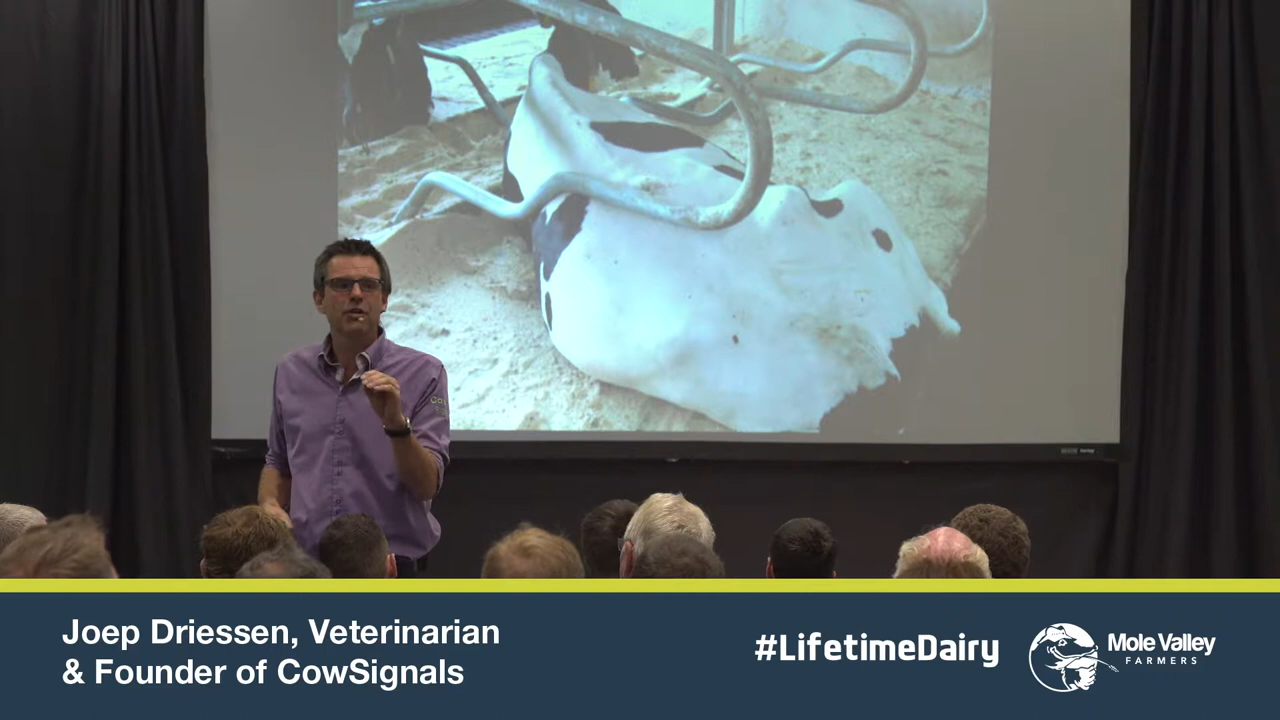 Joep Driessen, Veterinarian
& Founder of CowSignals
#LifetimeDairy
Mole Valley
FARMERS